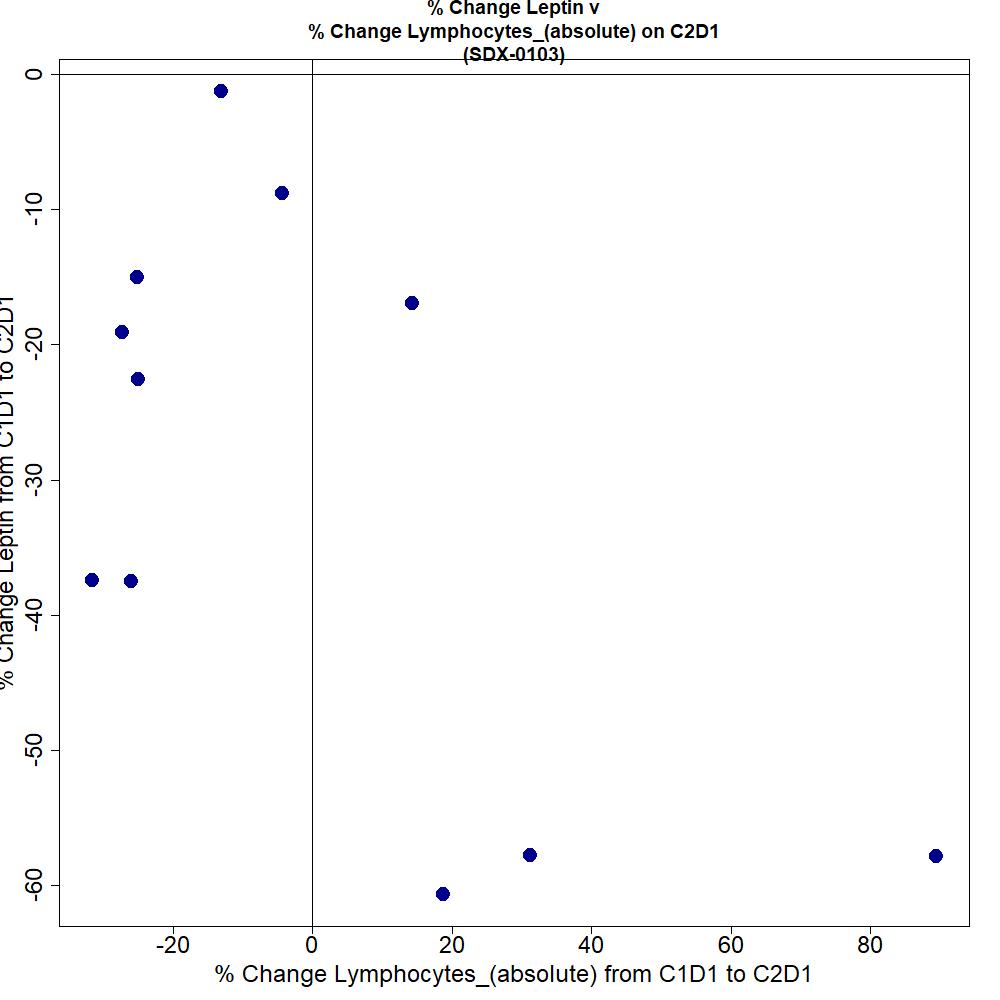 % Change Leptin v
% Change Lymphocytes_(absolute) on C2D1
(SDX-0103)
0
-10
-20
-30
-40
-50
-60
% Change Leptin from C1D1 to C2D1
-20
0
20
40
60
80
% Change Lymphocytes_(absolute) from C1D1 to C2D1